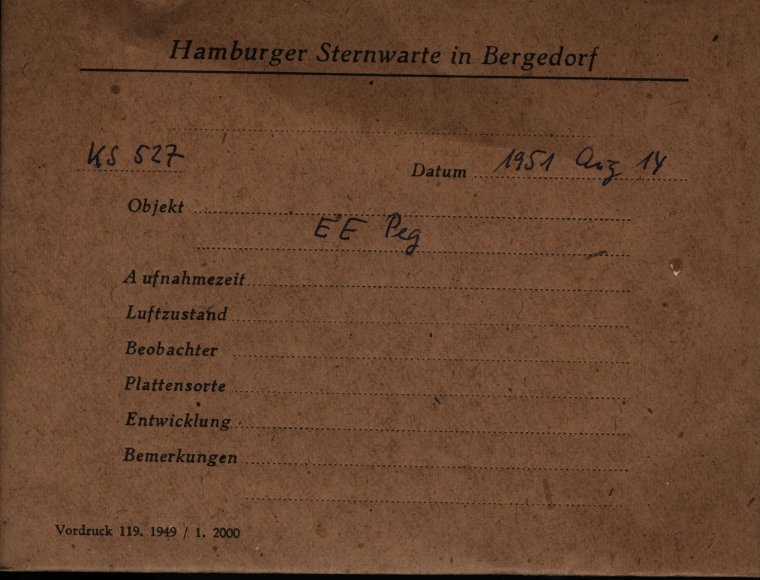 Hamburger Sternwarte in Bergedorf
KS 527 Datum 1951 Aug 14
Objekt
EE Peg
Aufnahmezeit
Luftzustand
Beobachter
Plattensorte
Entwicklung
Bemerkungen
Vordruck 119. 1949 / 1. 2000